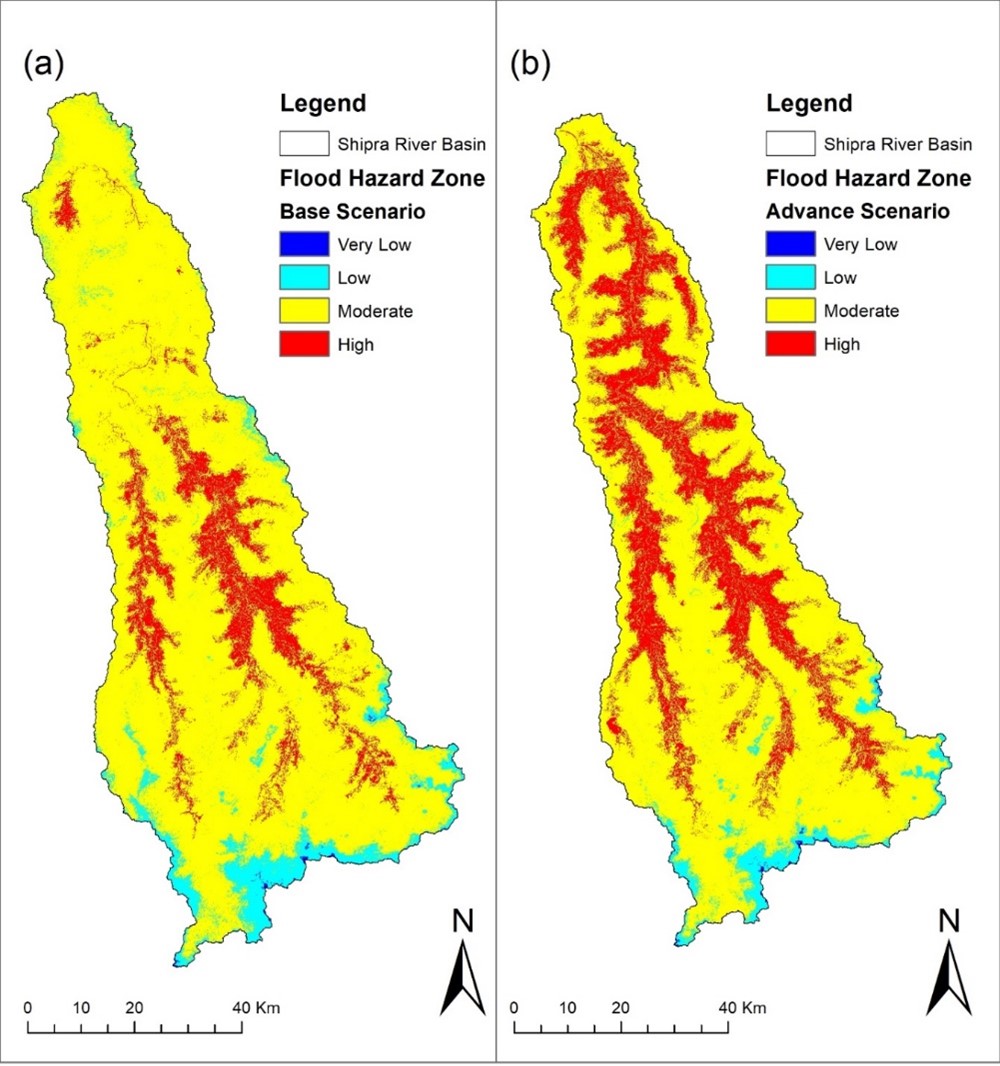 (a)
Legend
Shipra River Basin
Flood Hazard Zone
Base Scenario
Very Low
Low
Moderate
High
N
0 10 20 40 Km
(b)
Legend
Shipra River Basin
Flood Hazard Zone
Advance Scenario
Very Low
Low
Moderate
High
N
0 10 20 40 Km